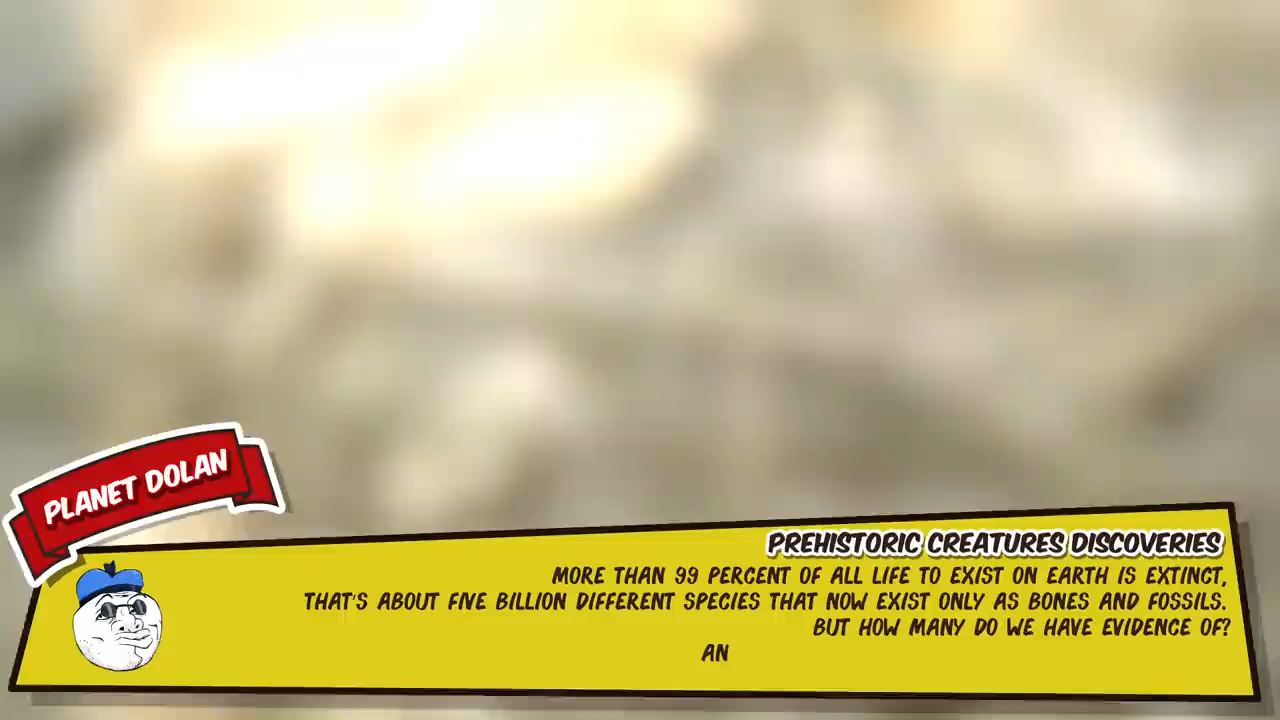 PLANET DOLAN
PREHISTORIC CREATURES DISCOVERIES
MORE THAN 99 PERCENT OF ALL LIFE TO EXIST ON EARTH IS EXTINCT,
THAT'S ABOUT FIVE BILLION DIFFERENT SPECIES THAT NOW EXIST ONLY AS BONES AND FOSSILS.
BUT HOW MANY DO WE HAVE EVIDENCE OF?
AN